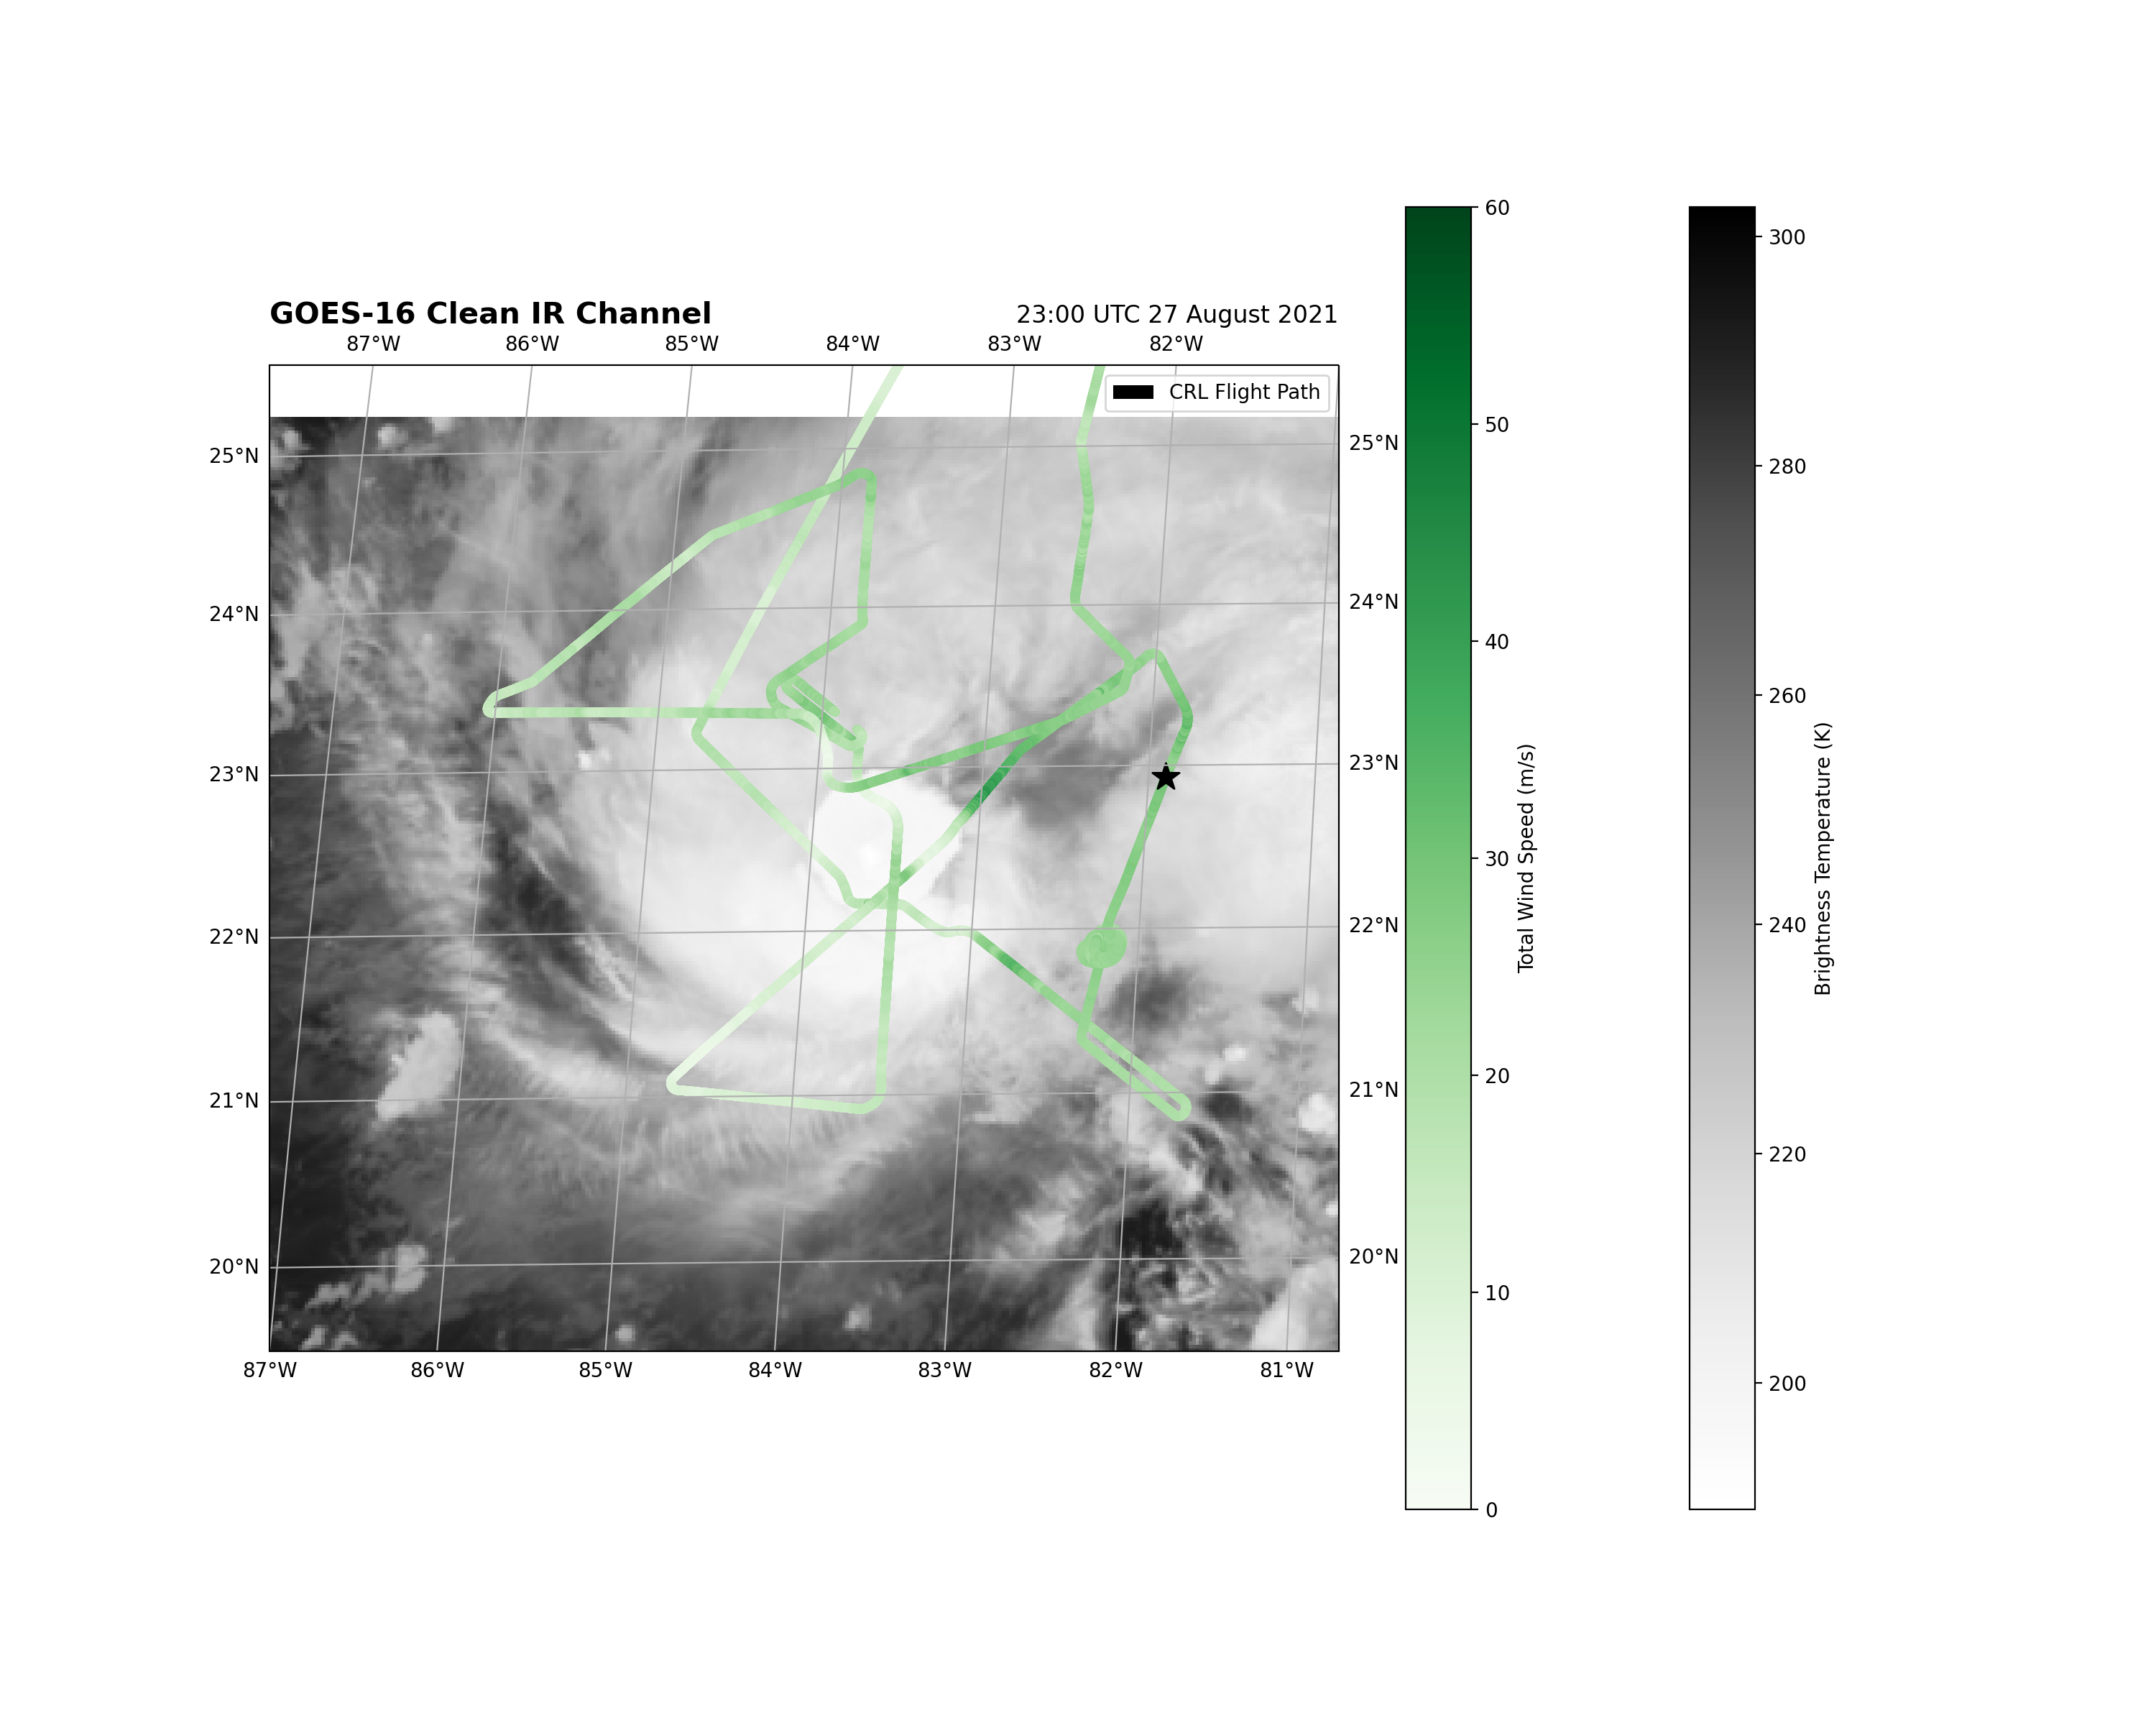 GOES-16 Clean IR Channel
23:00 UTC 27 August 2021
87°W 86°W 85°W 84°W 83°W 82°W
CRL Flight Path
25°N
24°N
23°N
22°N
21°N
20°N
25°N
24°N
23°N
22°N
21°N
20°N
87°W 86°W 85°W 84°W 83°W 82°W 81°W
60
50
40
30
20
10
0
Total Wind Speed (m/s)
300
280
260
240
220
200
Brightness Temperature (K)